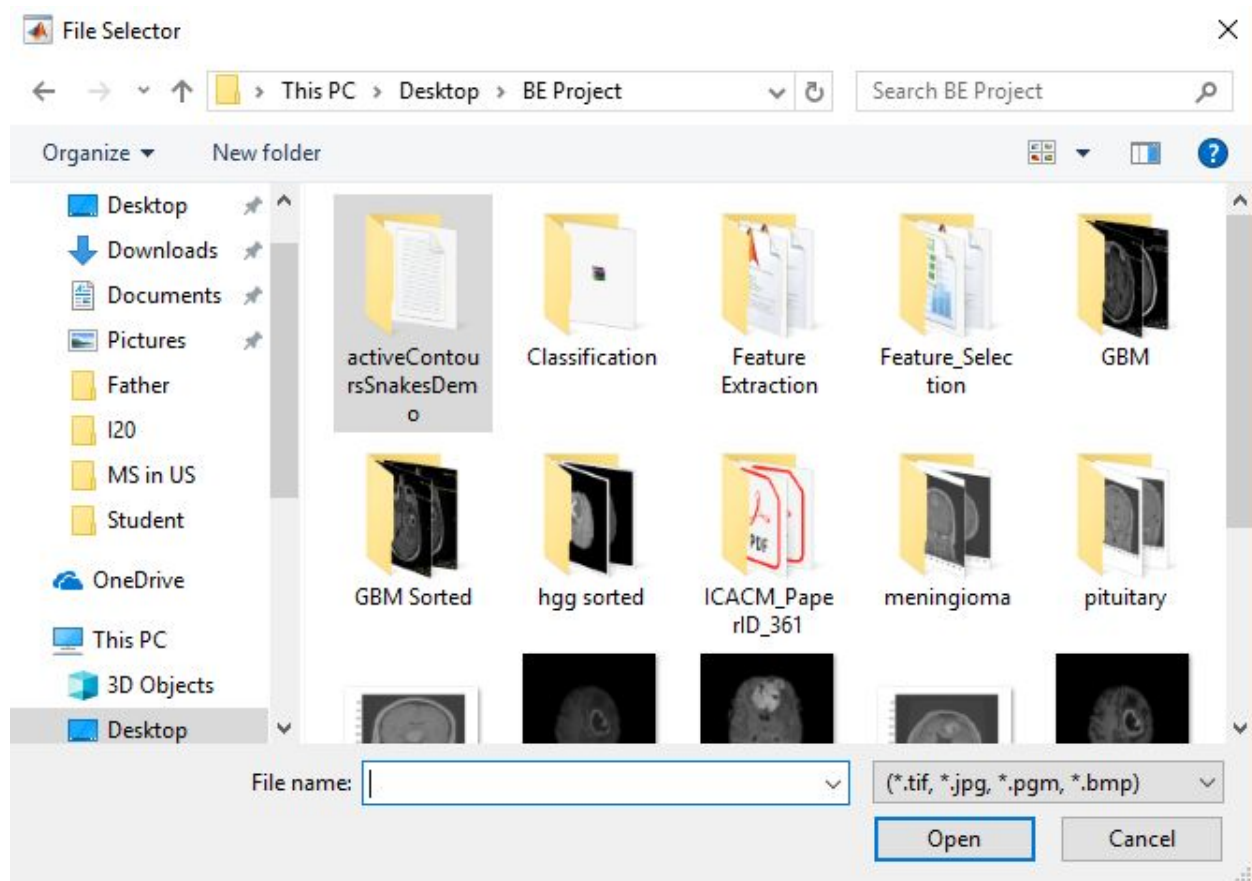 File Selector
This PC > Desktop > BE Project
Search BE Project
Organize
New folder
Desktop
Downloads
Documents
Pictures
Father
I20
MS in US
Student
OneDrive
This PC
3D Objects
Desktop
activeContou
rsSnakesDem
o
Classification
Feature
Extraction
Feature_Selec
tion
GBM
GBM Sorted
hgg sorted
PDF
ICACM_Pape
rID_361
meningioma
pituitary
File name:
(*.tif, *.jpg, *.pgm, *.bmp)
Open
Cancel